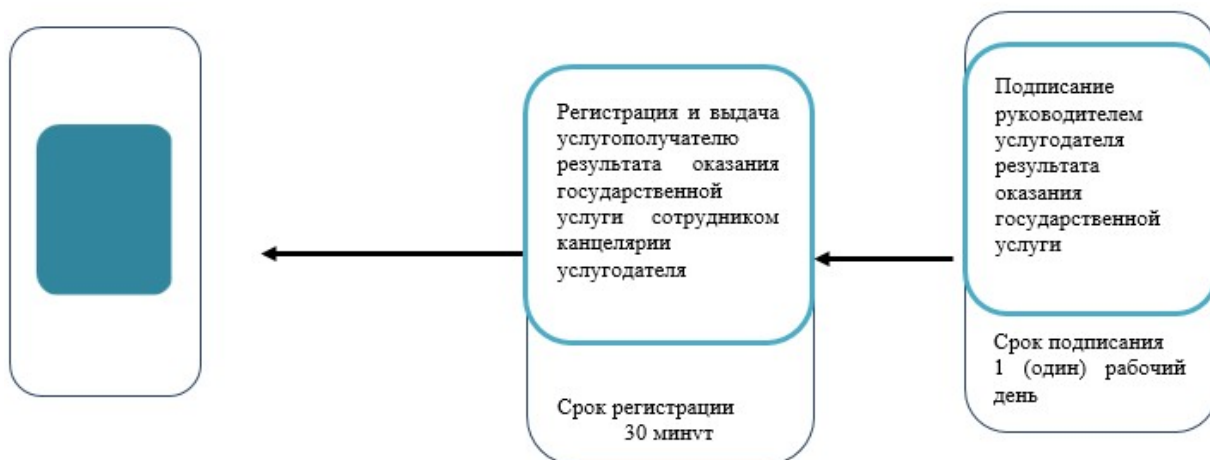 Регистрация и выдача
услугополучателю
результата оказания
государственной
услуги сотрудником
канцелярии
услугодателя
Срок регистрации
30 минут
Подписание
руководителем
услугодателя
результата
оказания
государственной
услуги
Срок подписания
1 (один) рабочий
день